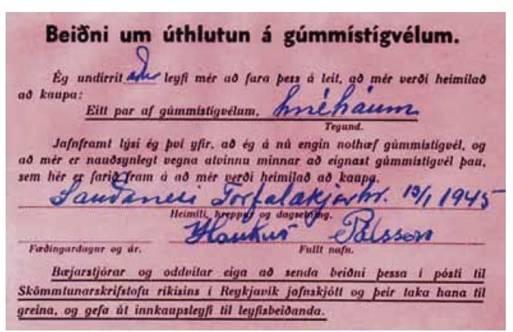 Beiðni um úthlutun á gúmmístígvélum.
Ég undirrit aður leyfi mér að fara þess á leit, að mér verði heimilað
að kaupa:
Eitt par af gúmmístígvélum, hnéháum
Tegund.
Jafnframt lýsi ég því yfir, að ég á nú engin nothæf gúmmístígvél, og
að mér er nauðsynlegt vegna atvinnu minnar að eignast gúmmístígvél þau,
sem hér er farið fram á að mér verði heimilað að kaupa.
Sauðanesi Torfalækjarhr. 15/1 1945
Heimili, hreppur og dagsetning.
Haukur Pálsson
Fæðingardagur og ár. Fullt nafn.
Bæjarstjórar og oddvitar eiga að senda beiðni þessa í pósti til
Skömmtunarskrifstofu ríkisins í Reykjavík jafnskjótt og þeir taka hana til
greina, og gefa út innkaupsleyfi til leyfisbeiðanda.